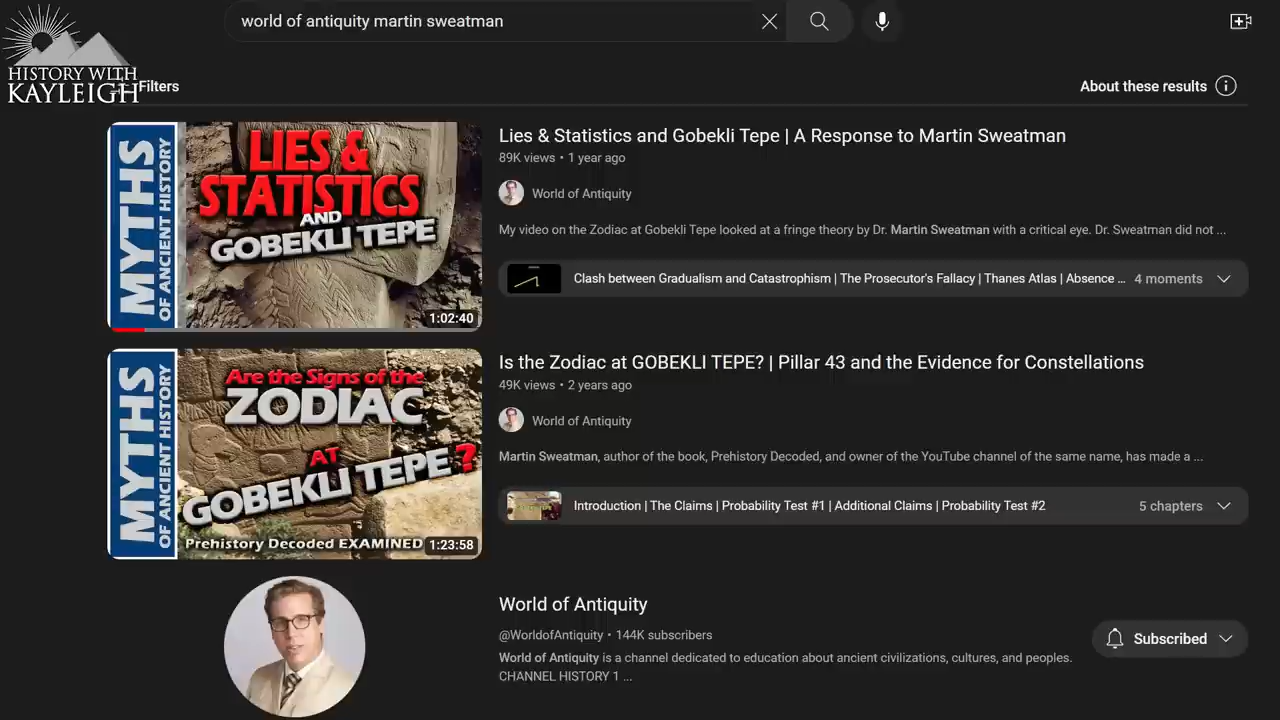 world of antiquity martin sweatman
HISTORY WITH
KAYLEIGH
Filters
About these results
MYTHS
OF ANCIENT HISTORY
LIES &
STATISTICS
AND
GOBEKLI TEPE
1:02:40
Lies & Statistics and Gobekli Tepe | A Response to Martin Sweatman
89K views • 1 year ago
World of Antiquity
My video on the Zodiac at Gobekli Tepe looked at a fringe theory by Dr. Martin Sweatman with a critical eye. Dr. Sweatman did not ...
Clash between Gradualism and Catastrophism | The Prosecutor's Fallacy | Thanes Atlas | Absence ...
4 moments
MYTHS
OF ANCIENT HISTORY
Are the Signs of the
ZODIAC
AT
GOBEKLI TEPE?
Prehistory Decoded EXAMINED
1:23:58
Is the Zodiac at GOBEKLI TEPE? | Pillar 43 and the Evidence for Constellations
49K views • 2 years ago
World of Antiquity
Martin Sweatman, author of the book, Prehistory Decoded, and owner of the YouTube channel of the same name, has made a ...
Introduction | The Claims | Probability Test #1 | Additional Claims | Probability Test #2
5 chapters
World of Antiquity
@WorldofAntiquity • 144K subscribers
World of Antiquity is a channel dedicated to education about ancient civilizations, cultures, and peoples.
CHANNEL HISTORY 1 ...
Subscribed